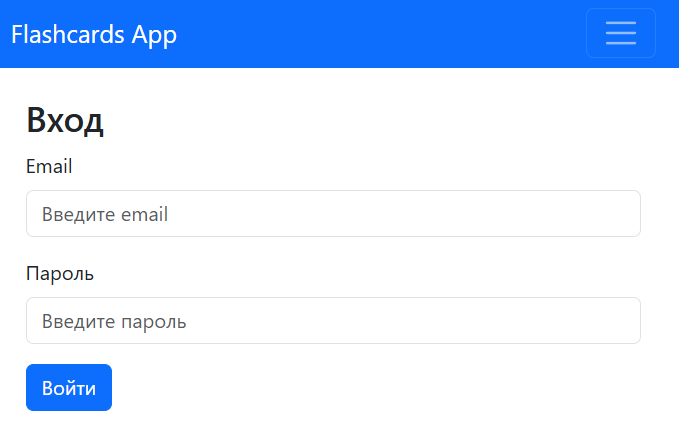 Flashcards App
Вход
Email
Введите email
Пароль
Введите пароль
Войти